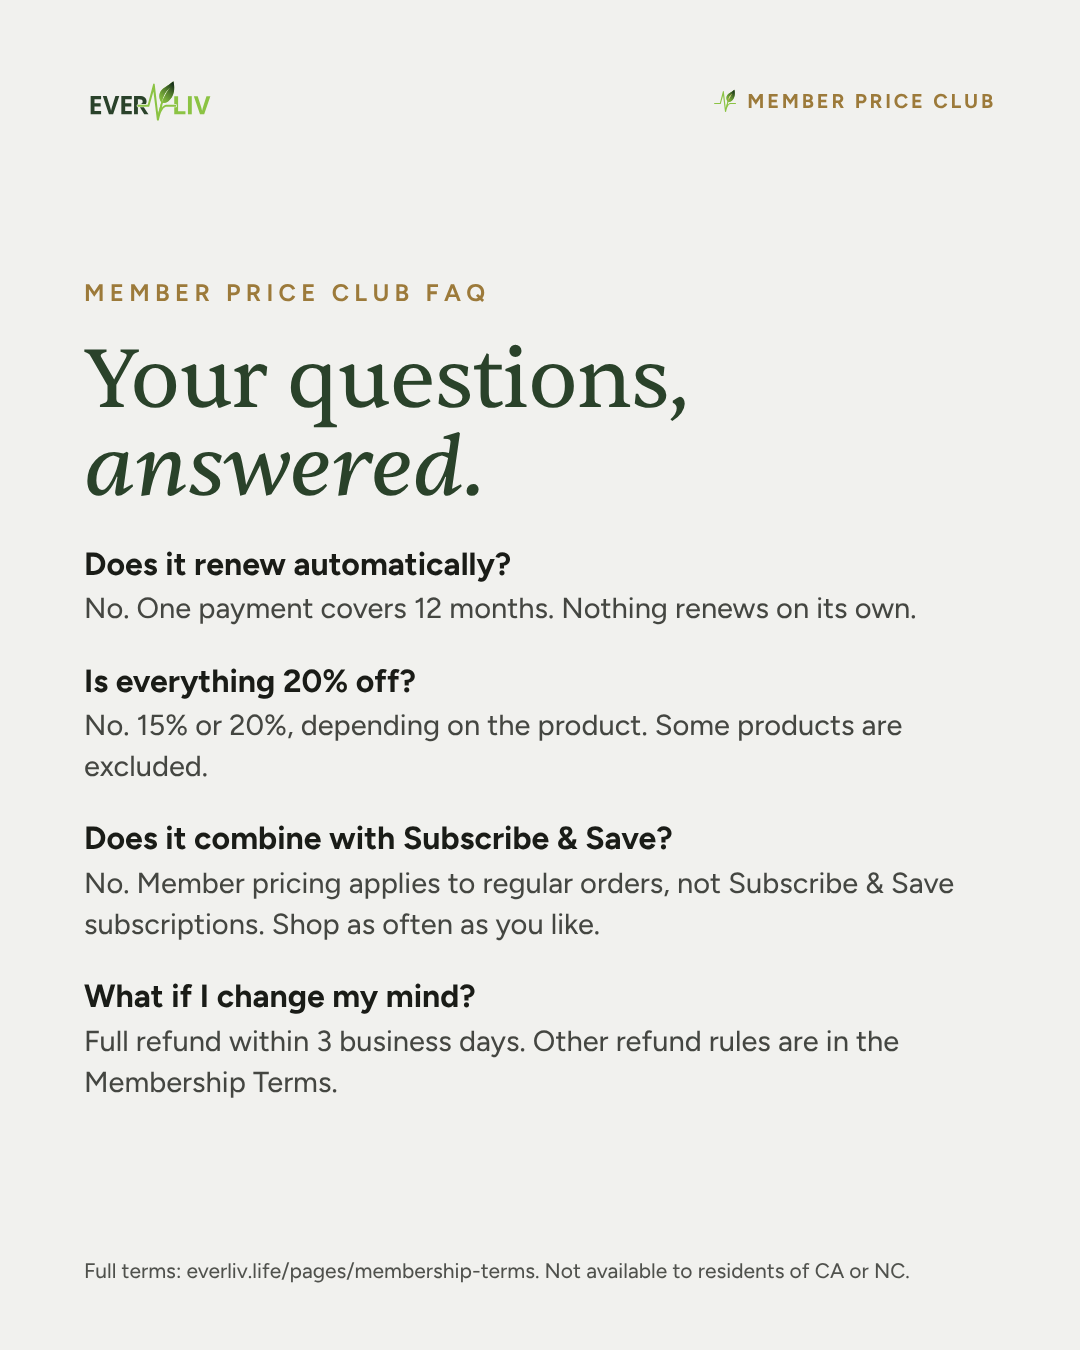 EVERLIV
MEMBER PRICE CLUB
MEMBER PRICE CLUB FAQ
Your questions,
answered.
Does it renew automatically?
No. One payment covers 12 months. Nothing renews on its own.
Is everything 20% off?
No. 15% or 20%, depending on the product. Some products are
excluded.
Does it combine with Subscribe & Save?
No. Member pricing applies to regular orders, not Subscribe & Save
subscriptions. Shop as often as you like.
What if I change my mind?
Full refund within 3 business days. Other refund rules are in the
Membership Terms.
Full terms: everliv.life/pages/membership-terms. Not available to residents of CA or NC.